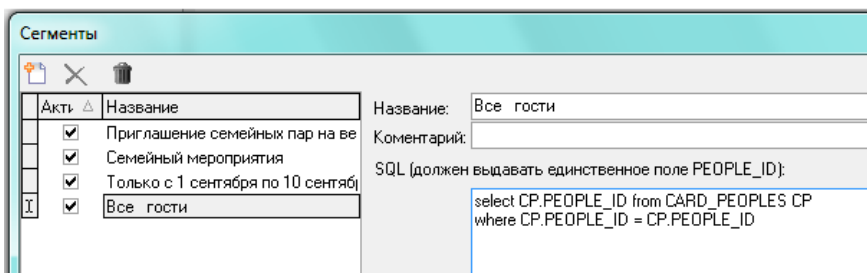 Сегменты
Акти Название
Приглашение семейных пар на ве
Семейный мероприятия
Только с 1 сентября по 10 сентяб
Все гости
Название: Все гости
Коментарий:
SQL (должен выдавать единственное поле PEOPLE_ID):
select CP.PEOPLE_ID from CARD_PEOPLES CP
where CP.PEOPLE_ID = CP.PEOPLE_ID